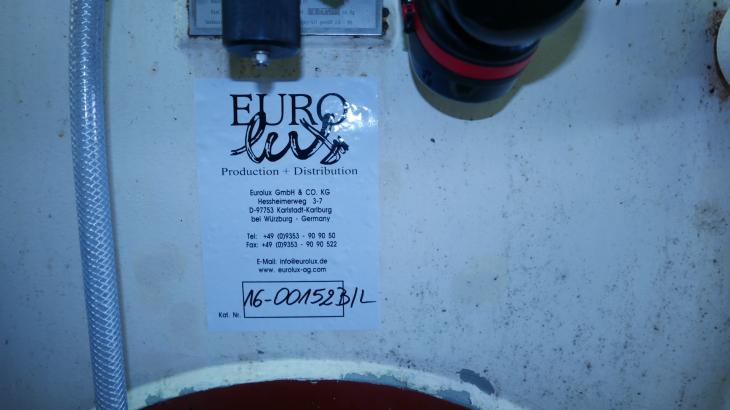 EURO
lux
Production + Distribution
Eurolux GmbH & CO. KG
Hessheimerweg 3-7
D-97753 Karlstadt-Karlburg
bei Würzburg - Germany
Tel: +49 (0)9353 - 90 90 50
Fax: +49 (0)9353 - 90 90 522
E-Mail: info@eurolux.de
www. eurolux-ag.com
Kat. Nr. 16-00152B/L